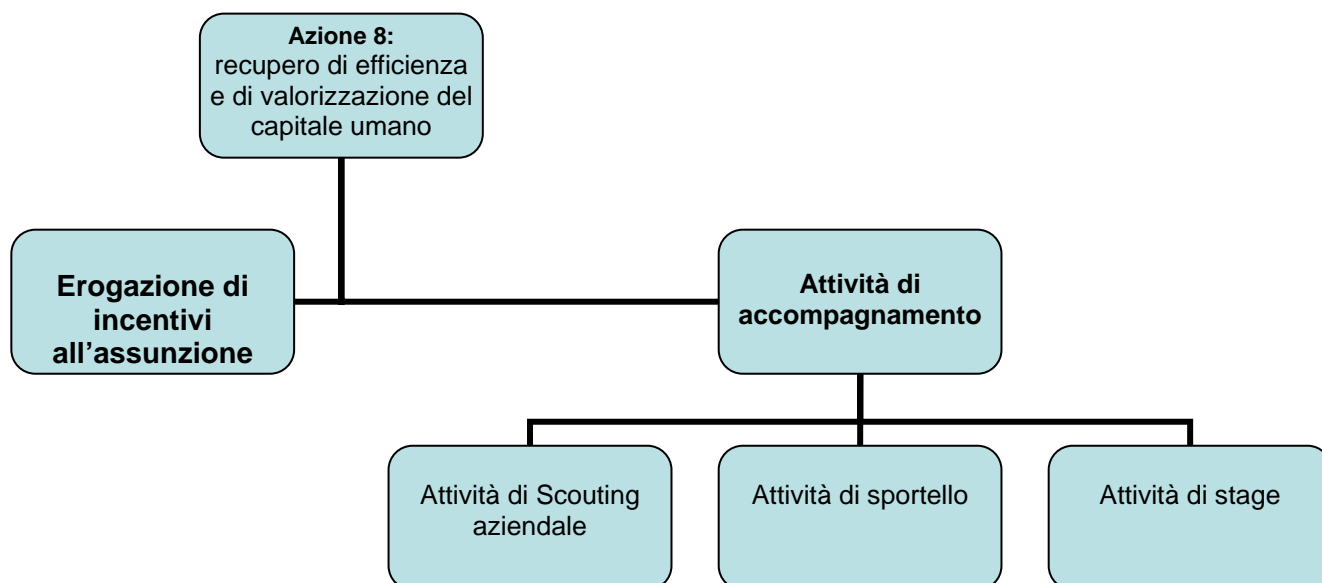 Azione 8:
recupero di efficienza
e di valorizzazione del
capitale umano
Erogazione di
incentivi
all’assunzione
Attività di
accompagnamento
Attività di Scouting
aziendale
Attività di sportello
Attività di stage